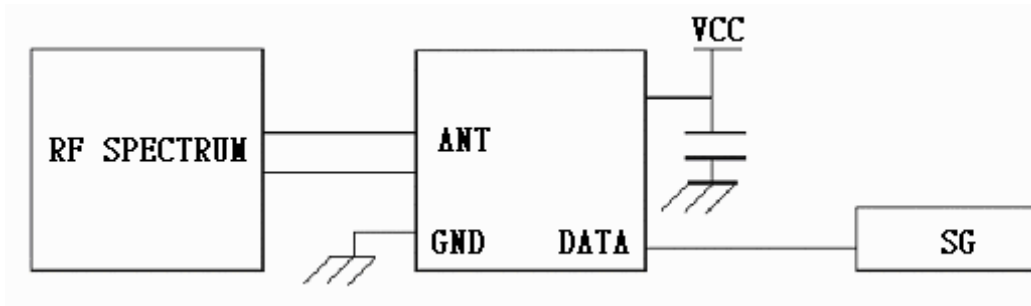 VCC
RF SPECTRUM
ANT
GND
DATA
SG